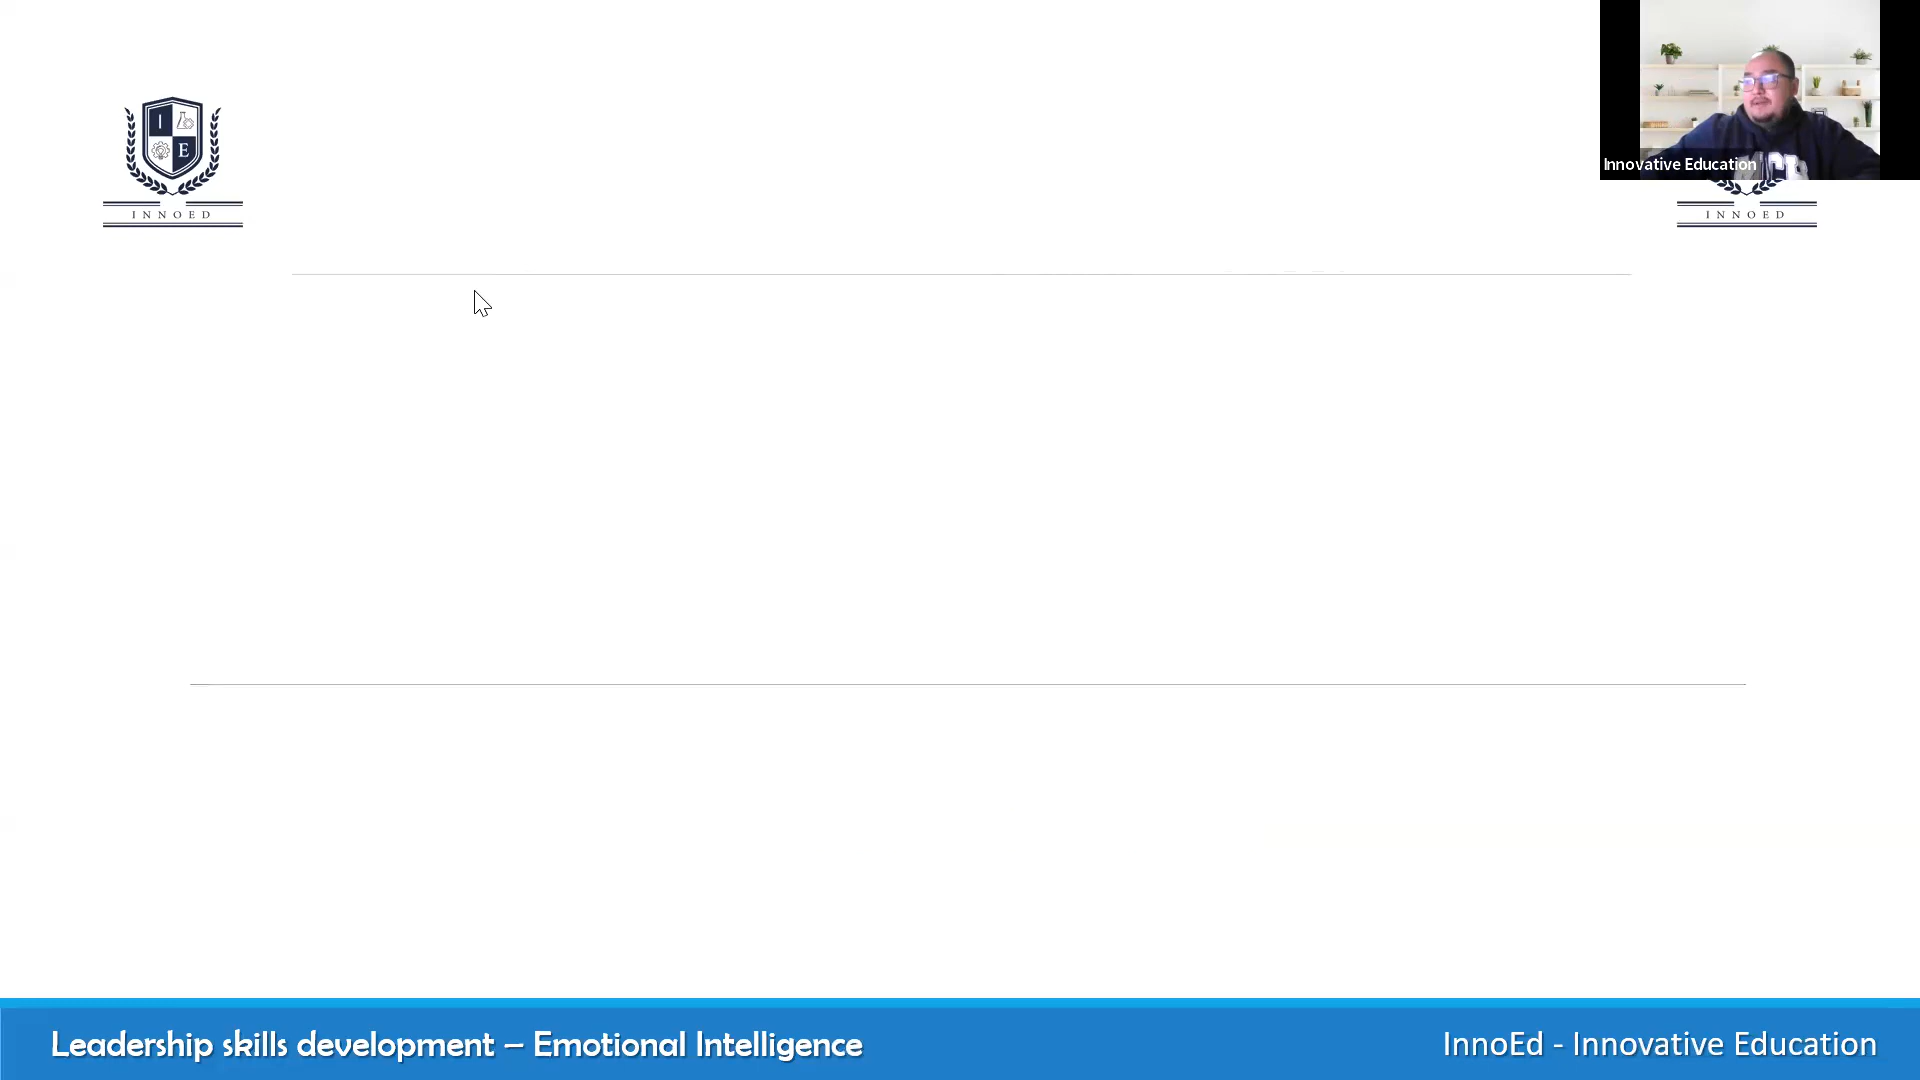 I
E
INNOED
Innovative Education
INNOED
Leadership skills development – Emotional Intelligence
InnoEd - Innovative Education